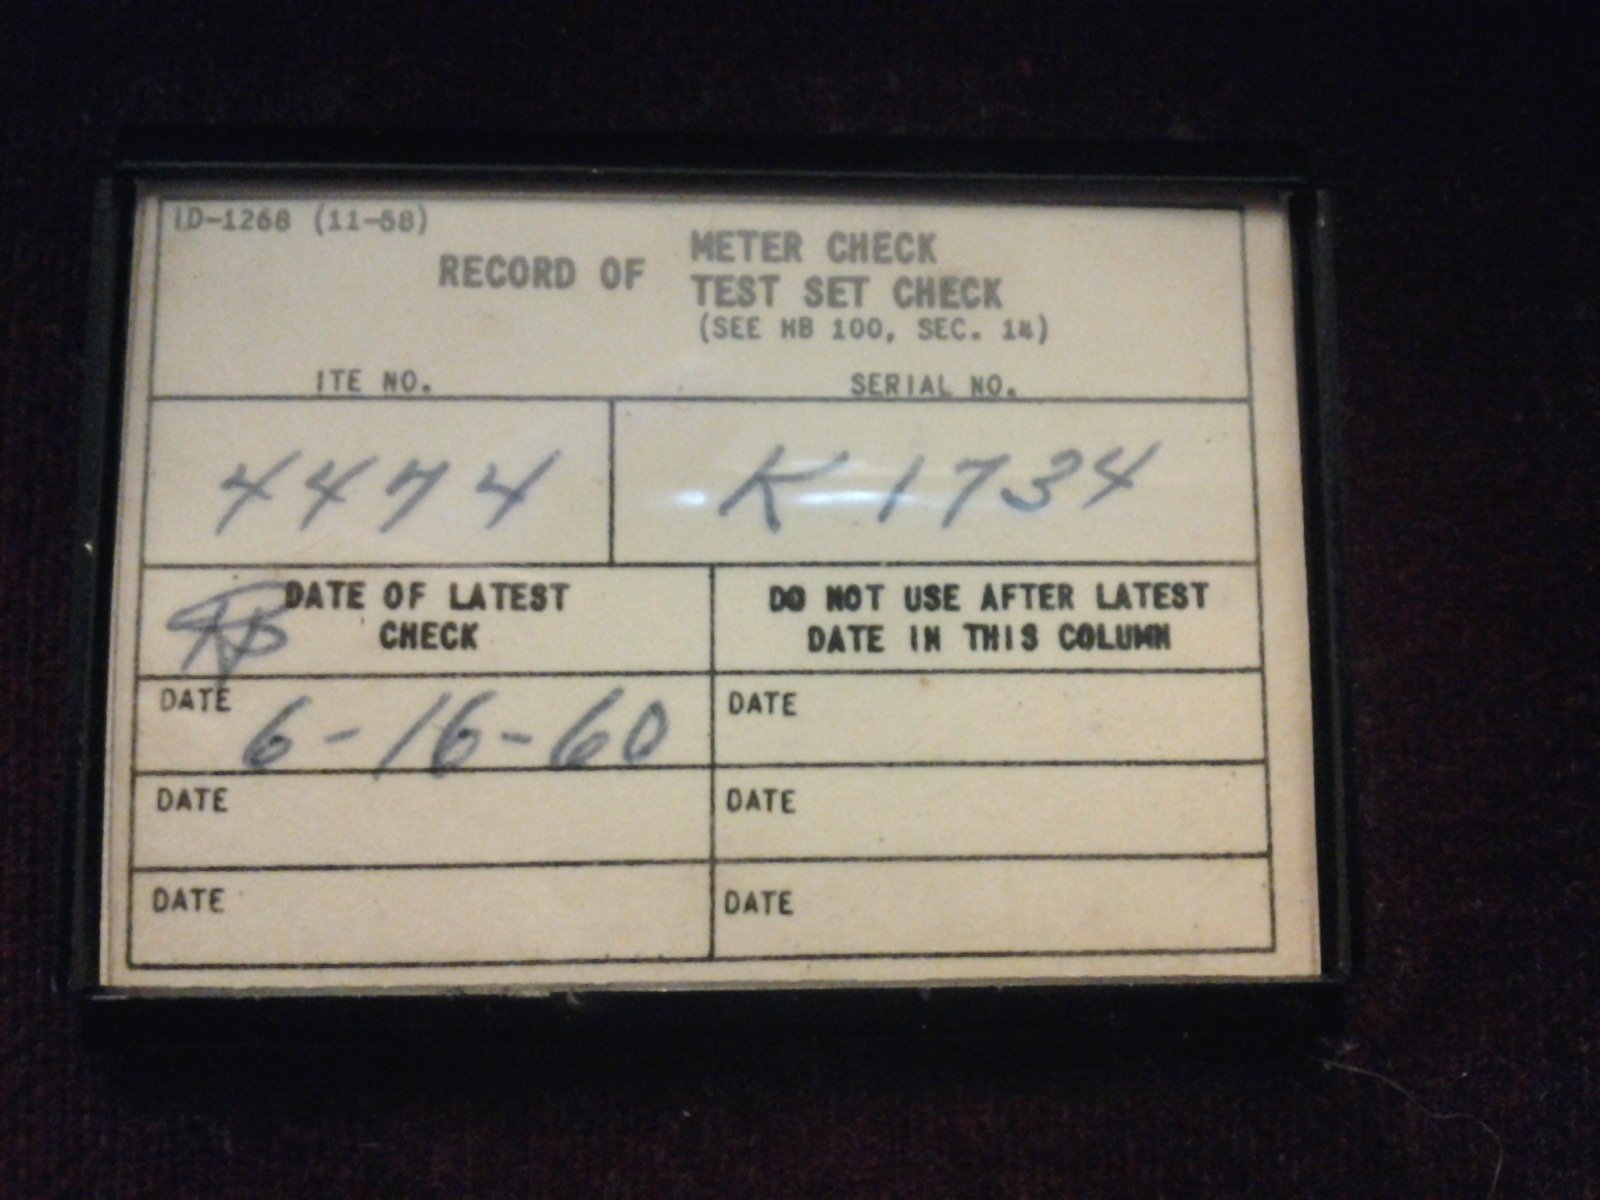 ID-1268 (11-58)
RECORD OF METER CHECK
TEST SET CHECK
(SEE HB 100, SEC. 14)
ITE NO. SERIAL NO.
4474 K1734
DATE OF LATEST
CHECK
DO NOT USE AFTER LATEST
DATE IN THIS COLUMN
DATE 6-16-60 DATE
DATE DATE
DATE DATE